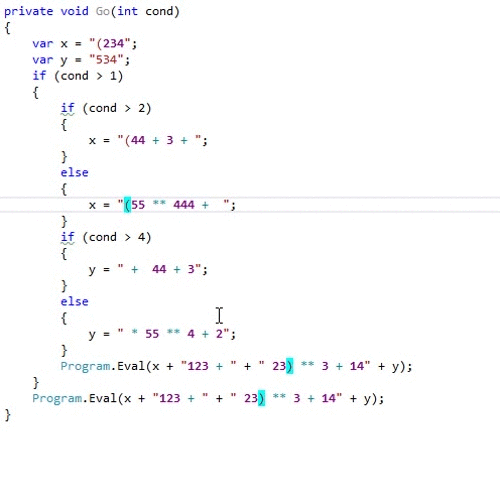 private void Go(int cond)
{
    var x = "(234";
    var y = "534";
    if (cond > 1)
    {
        if (cond > 2)
        {
            x = "(44 + 3 + ";
        }
        else
        {
            x = "(55 ** 444 +  ";
        }
        if (cond > 4)
        {
            y = " +  44 + 3";
        }
        else
        {
            y = " * 55 ** 4 + 2";
        }
        Program.Eval(x + "123 + " + " 23) ** 3 + 14" + y);
    }
    Program.Eval(x + "123 + " + " 23) ** 3 + 14" + y);
}